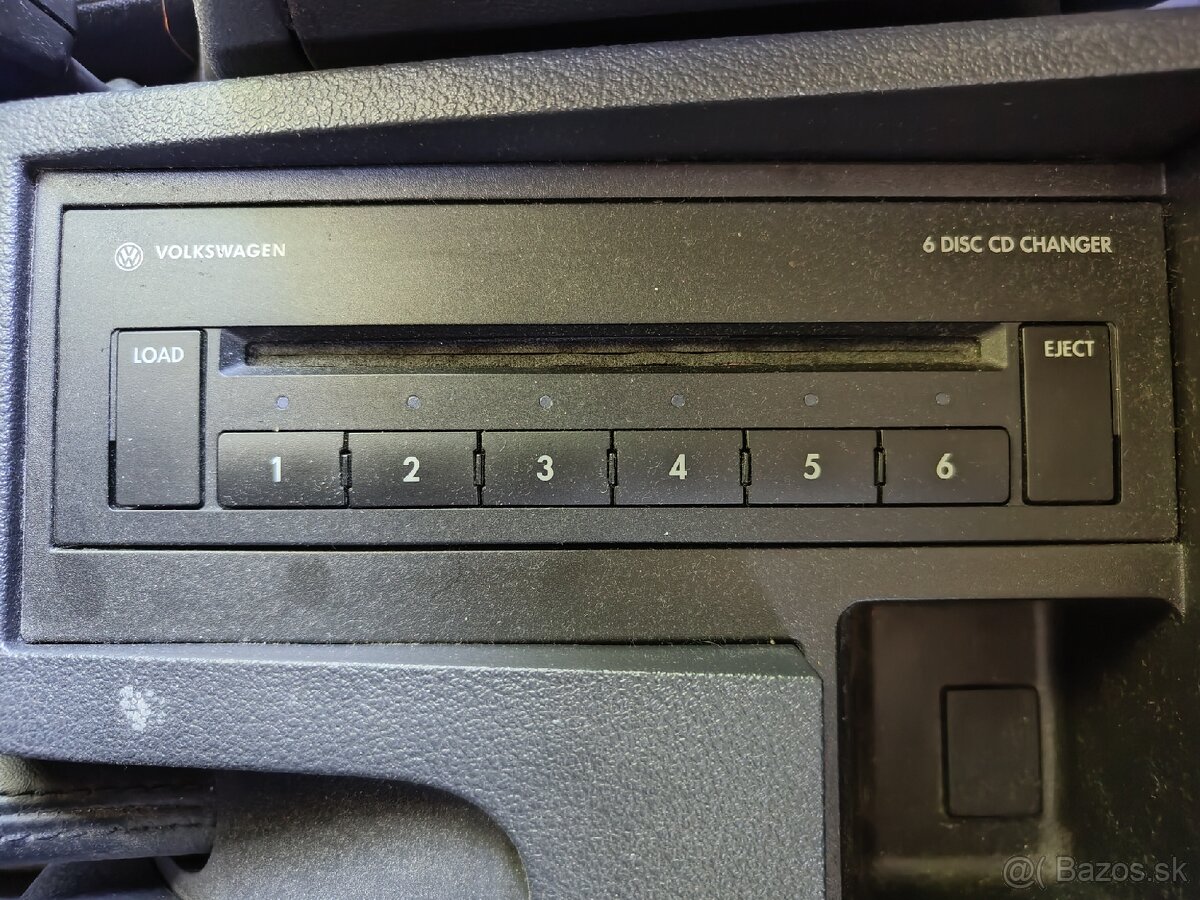 VOLKSWAGEN
6 DISC CD CHANGER
LOAD
EJECT
1 2 3 4 5 6
@( Bazos.sk